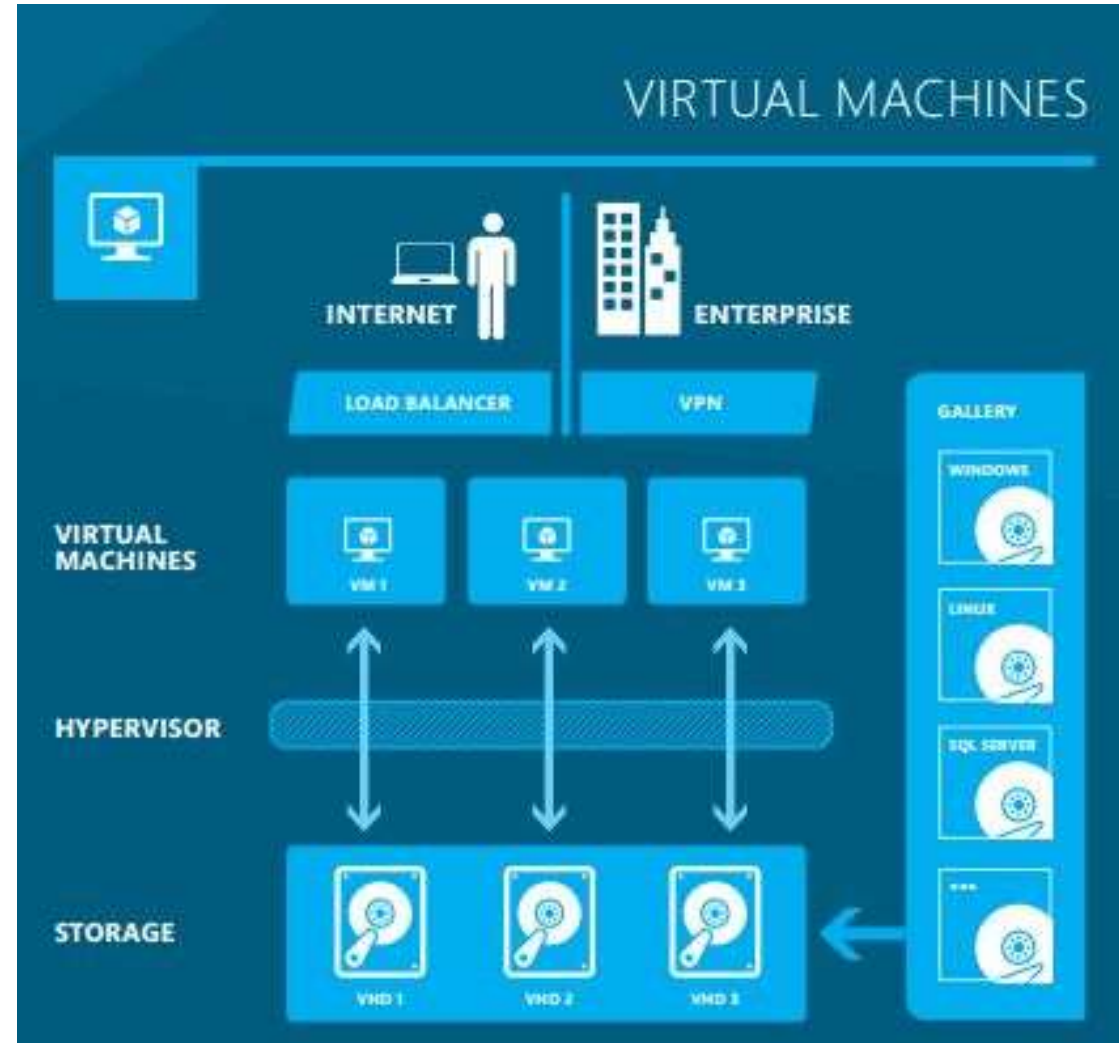 VIRTUAL MACHINES
INTERNET
ENTERPRISE
LOAD BALANCER
VPN
GALLERY
WINDOWS
LINUX
SQL SERVER
...
VIRTUAL
MACHINES
VM 1
VM 2
VM 3
HYPERVISOR
STORAGE
VHD 1
VHD 2
VHD 3